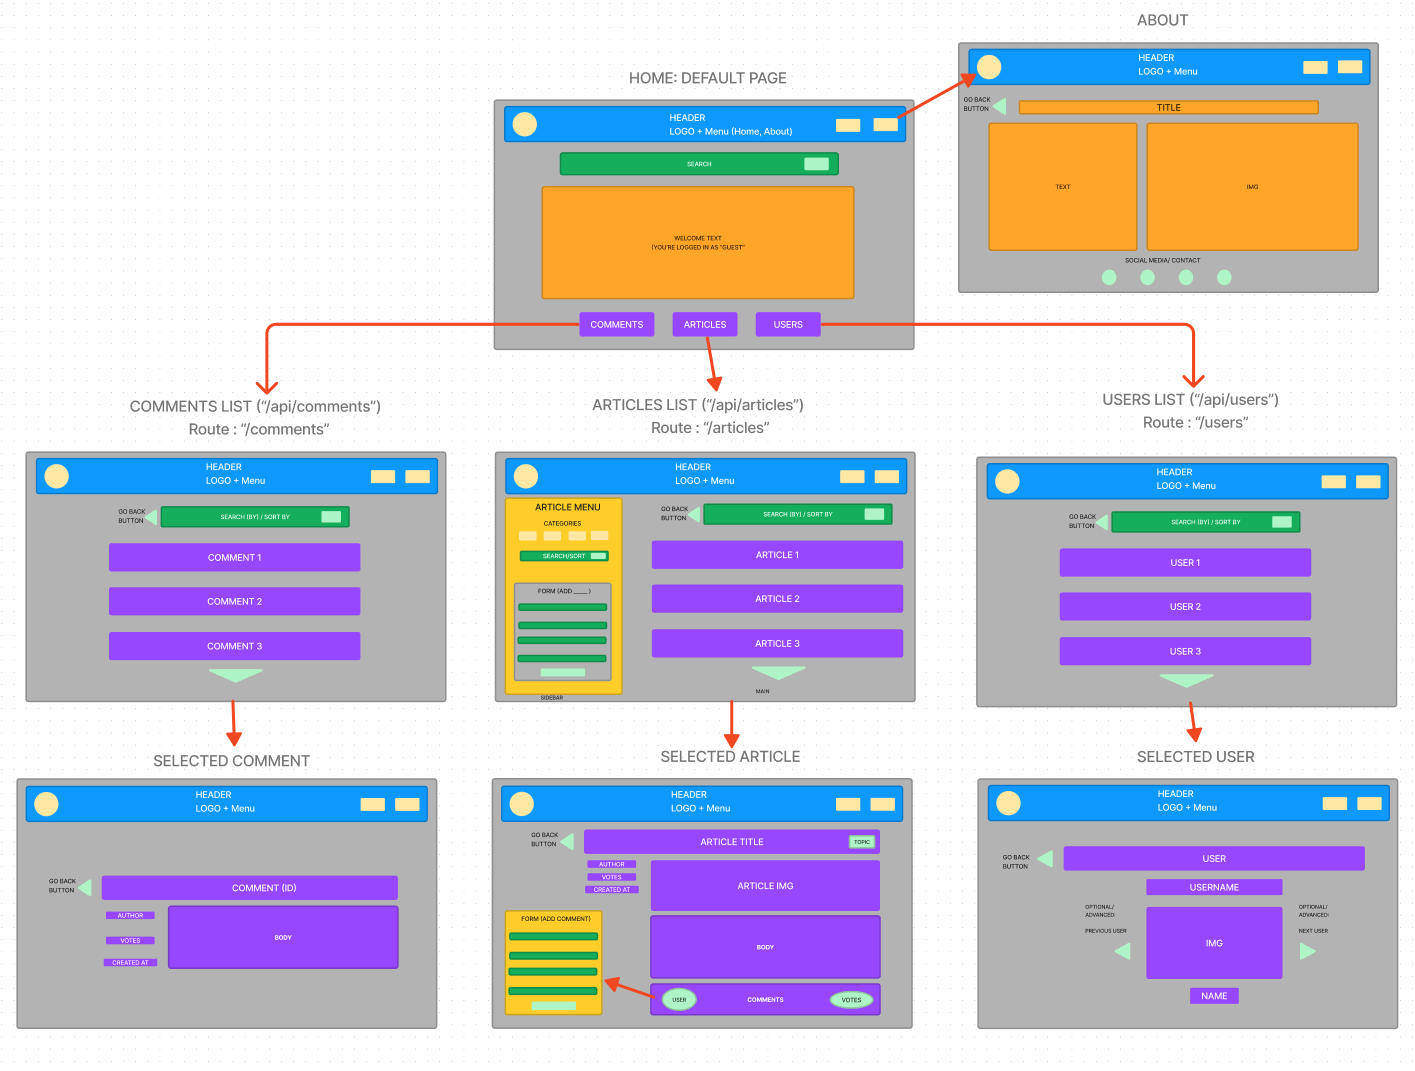 ABOUT
HEADER
LOGO + Menu
GO BACK
BUTTON
TITLE
TEXT
IMG
SOCIAL MEDIA/ CONTACT
HOME: DEFAULT PAGE
HEADER
LOGO + Menu (Home, About)
SEARCH
WELCOME TEXT
(YOU'RE LOGGED IN AS "GUEST"
COMMENTS
ARTICLES
USERS
COMMENTS LIST (“/api/comments”)
Route : “/comments”
HEADER
LOGO + Menu
GO BACK
BUTTON
SEARCH (BY) / SORT BY
COMMENT 1
COMMENT 2
COMMENT 3
ARTICLES LIST (“/api/articles”)
Route : “/articles”
HEADER
LOGO + Menu
ARTICLE MENU
CATEGORIES
SEARCH/SORT
FORM (ADD ____ )
SIDEBAR
GO BACK
BUTTON
SEARCH (BY) / SORT BY
ARTICLE 1
ARTICLE 2
ARTICLE 3
MAIN
USERS LIST (“/api/users”)
Route : “/users”
HEADER
LOGO + Menu
GO BACK
BUTTON
SEARCH (BY) / SORT BY
USER 1
USER 2
USER 3
SELECTED COMMENT
HEADER
LOGO + Menu
GO BACK
BUTTON
COMMENT (ID)
AUTHOR
VOTES
CREATED AT
BODY
SELECTED ARTICLE
HEADER
LOGO + Menu
GO BACK
BUTTON
ARTICLE TITLE
TOPIC
AUTHOR
VOTES
CREATED AT
ARTICLE IMG
FORM (ADD COMMENT)
BODY
USER
COMMENTS
VOTES
SELECTED USER
HEADER
LOGO + Menu
GO BACK
BUTTON
USER
USERNAME
OPTIONAL/
ADVANCED:
PREVIOUS USER
IMG
OPTIONAL/
ADVANCED:
NEXT USER
NAME